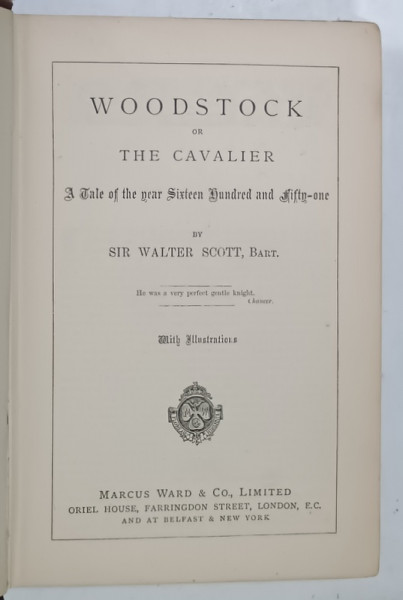 WOODSTOCK
OR
THE CAVALIER
A Tale of the year Sixteen Hundred and Fifty-one
BY
SIR WALTER SCOTT, BART.
He was a very perfect gentle knight.
CHAUCER.
With Illustrations
MARCUS WARD & CO., LIMITED
ORIEL HOUSE, FARRINGDON STREET, LONDON, E.C.
AND AT BELFAST & NEW YORK